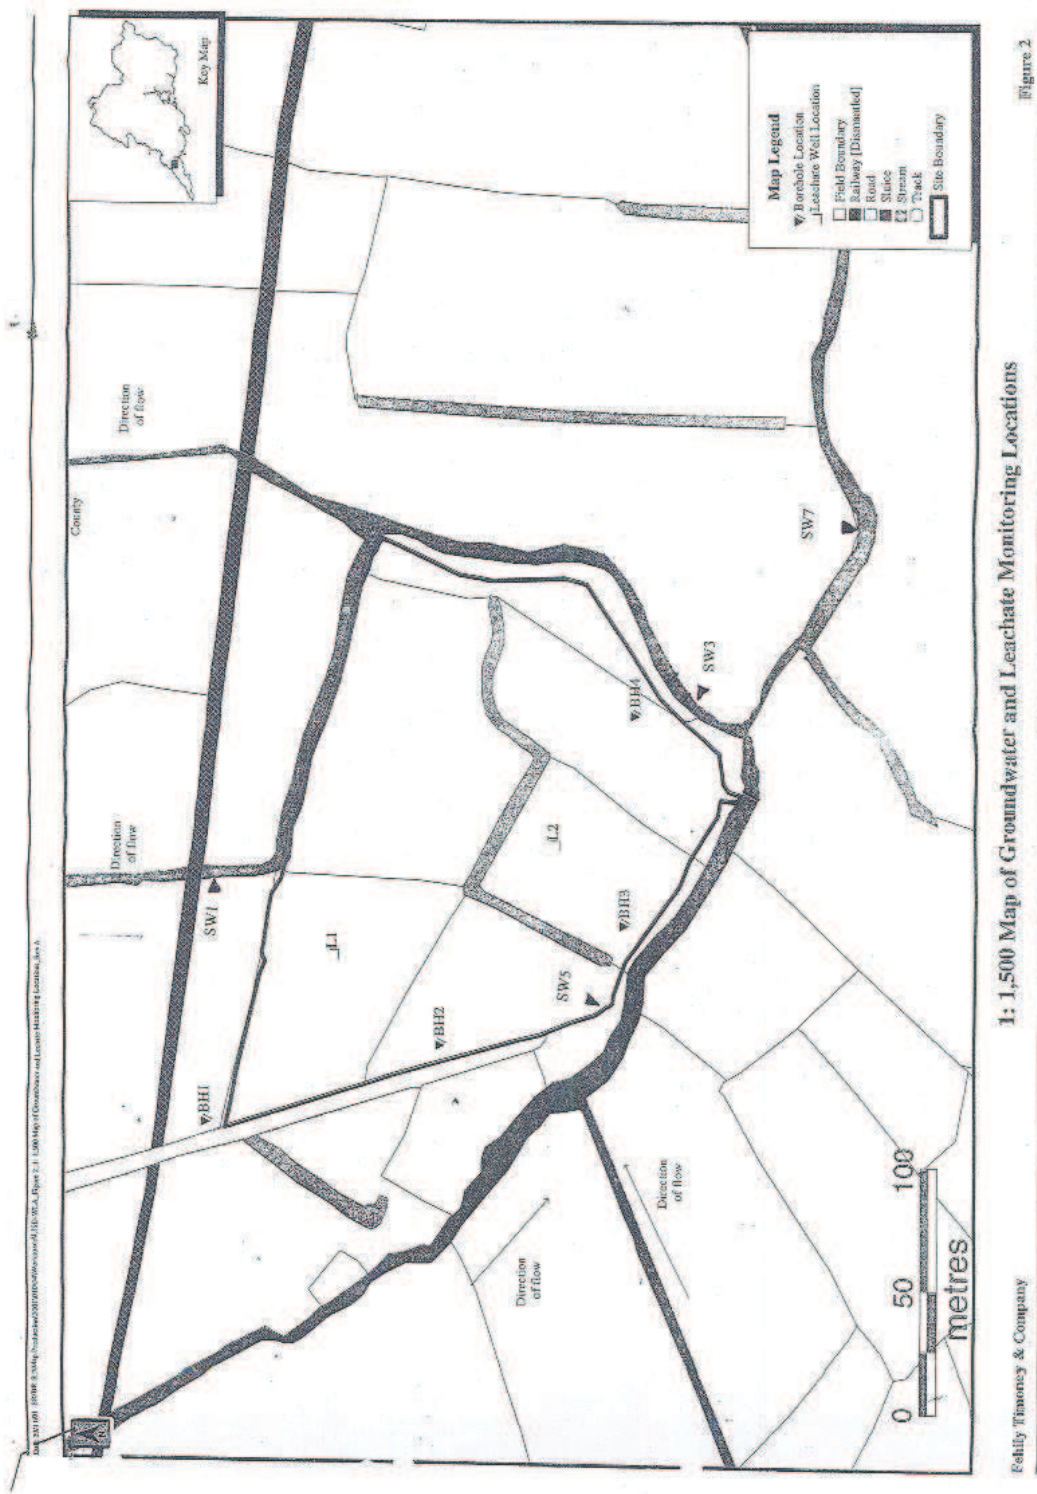 Key Map
Direction
of flow
County
Direction
of flow
SW1
L1
BH1
BH2
SW5
BH3
L2
BH4
SW3
SW7
Direction
of flow
Direction
of flow
Map Legend
Borehole Location
Leachate Well Location
Field Boundary
Railway [Dismantled]
Road
Sluice
Stream
Track
Site Boundary
0 50 100
metres
1: 1,500 Map of Groundwater and Leachate Monitoring Locations
Fehily Timoney & Company
Figure 2